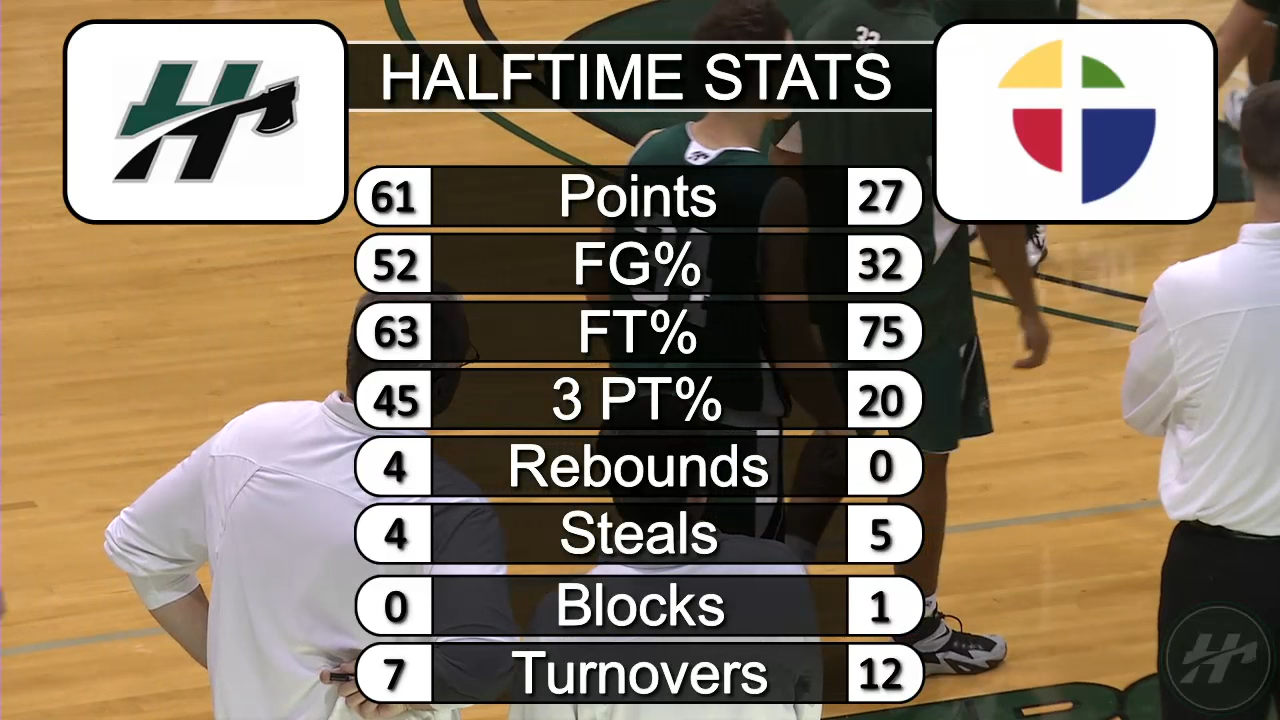 HALFTIME STATS
61 Points 27
52 FG% 32
63 FT% 75
45 3 PT% 20
4 Rebounds 0
4 Steals 5
0 Blocks 1
7 Turnovers 12
H
H
32